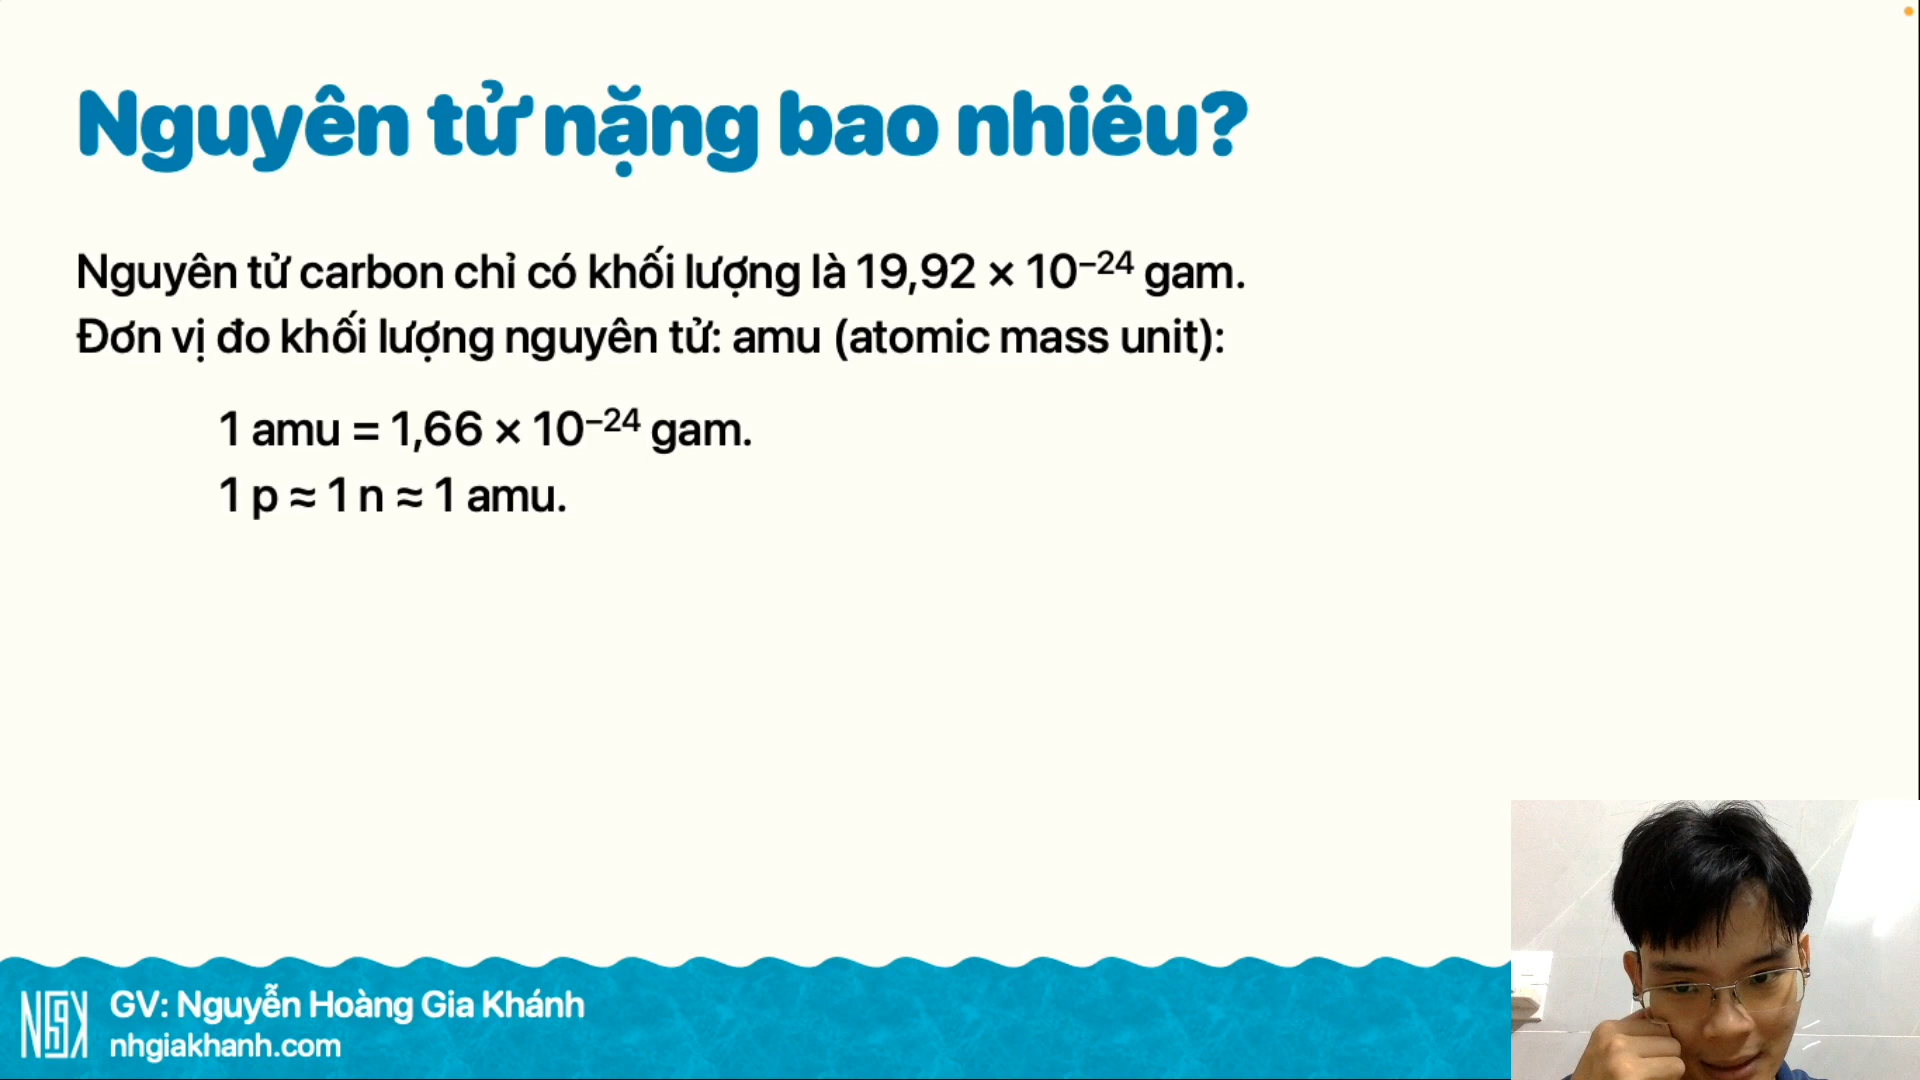 Nguyên tử nặng bao nhiêu?
Nguyên tử carbon chỉ có khối lượng là 19,92 × 10⁻²⁴ gam.
Đơn vị đo khối lượng nguyên tử: amu (atomic mass unit):
1 amu = 1,66 × 10⁻²⁴ gam.
1 p ≈ 1 n ≈ 1 amu.
GV: Nguyễn Hoàng Gia Khánh
nhgiakhanh.com